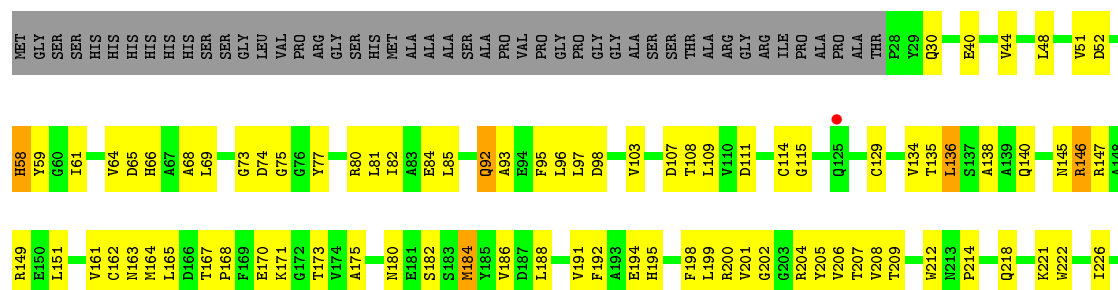 MET GLY SER SER HIS HIS HIS HIS HIS HIS SER SER GLY LEU VAL PRO ARG GLY SER HIS MET ALA ALA ALA SER ALA PRO VAL PRO GLY PRO GLY GLY ALA SER SER THR ALA ARG GLY ARG ILE PRO ALA PRO ALA THR P28 Y29 Q30 E40 V44 L48 V51 D52
H58 Y59 G60 I61 V64 D65 H66 A67 A68 L69 G73 D74 G75 G76 Y77 R80 L81 I82 A83 E84 L85 Q92 A93 E94 F95 L96 L97 D98 V103 D107 T108 L109 V110 D111 C114 G115 Q125 C129 V134 T135 L136 S137 A138 A139 Q140 N145 R146 R147 A148
R149 E150 L151 V161 C162 N163 M164 L165 D166 T167 P168 F169 E170 K171 G172 T173 V174 A175 N180 E181 S182 S183 M184 Y185 V186 D187 L188 V191 F192 A193 E194 H195 F198 L199 R200 V201 G202 G203 R204 Y205 V206 T207 V208 T209 W212 N213 P214 Q218 K221 W222 I226